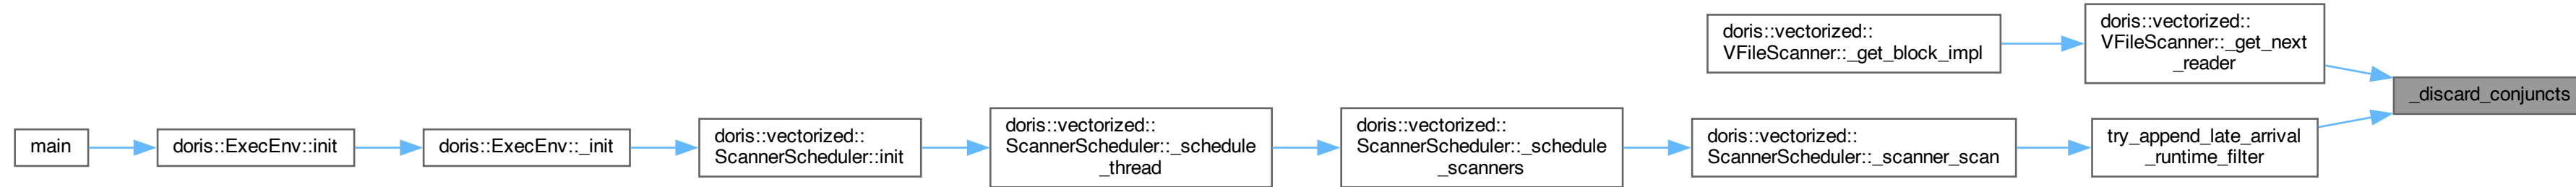 doris::vectorized::
VFileScanner::_get_block_impl
doris::vectorized::
VFileScanner::_get_next
_reader
_discard_conjuncts
main
doris::ExecEnv::init
doris::ExecEnv::_init
doris::vectorized::
ScannerScheduler::init
doris::vectorized::
ScannerScheduler::_schedule
_thread
doris::vectorized::
ScannerScheduler::_schedule
_scanners
doris::vectorized::
ScannerScheduler::_scanner_scan
try_append_late_arrival
_runtime_filter